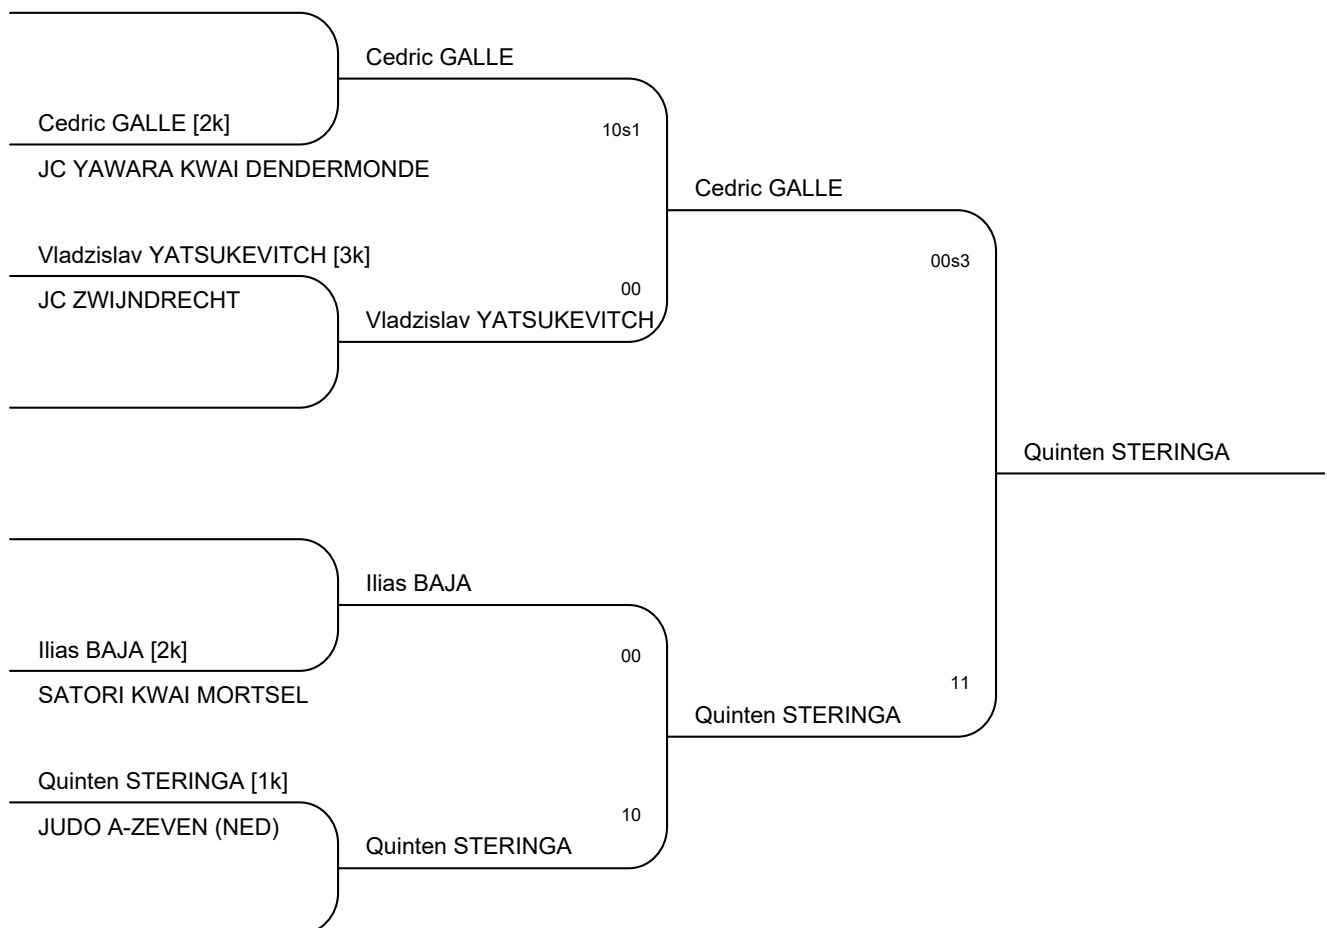 Cedric GALLE
Cedric GALLE [2k]
10s1
JC YAWARA KWAI DENDERMONDE
Cedric GALLE
Vladzislav YATSUKEVITCH [3k]
00s3
JC ZWIJNDRECHT
00
Vladzislav YATSUKEVITCH
Quinten STERINGA
Ilias BAJA
Ilias BAJA [2k]
00
SATORI KWAI MORTSEL
11
Quinten STERINGA
Quinten STERINGA [1k]
JUDO A-ZEVEN (NED)
10
Quinten STERINGA